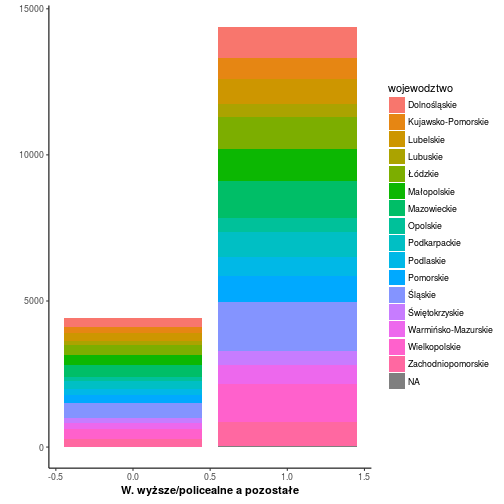 15000
10000
5000
0
-0.5 0.0 0.5 1.0 1.5
W. wyższe/policealne a pozostałe
wojewodztwo
Dolnośląskie
Kujawsko-Pomorskie
Lubelskie
Lubuskie
Łódzkie
Małopolskie
Mazowieckie
Opolskie
Podkarpackie
Podlaskie
Pomorskie
Śląskie
Świętokrzyskie
Warmińsko-Mazurskie
Wielkopolskie
Zachodniopomorskie
NA